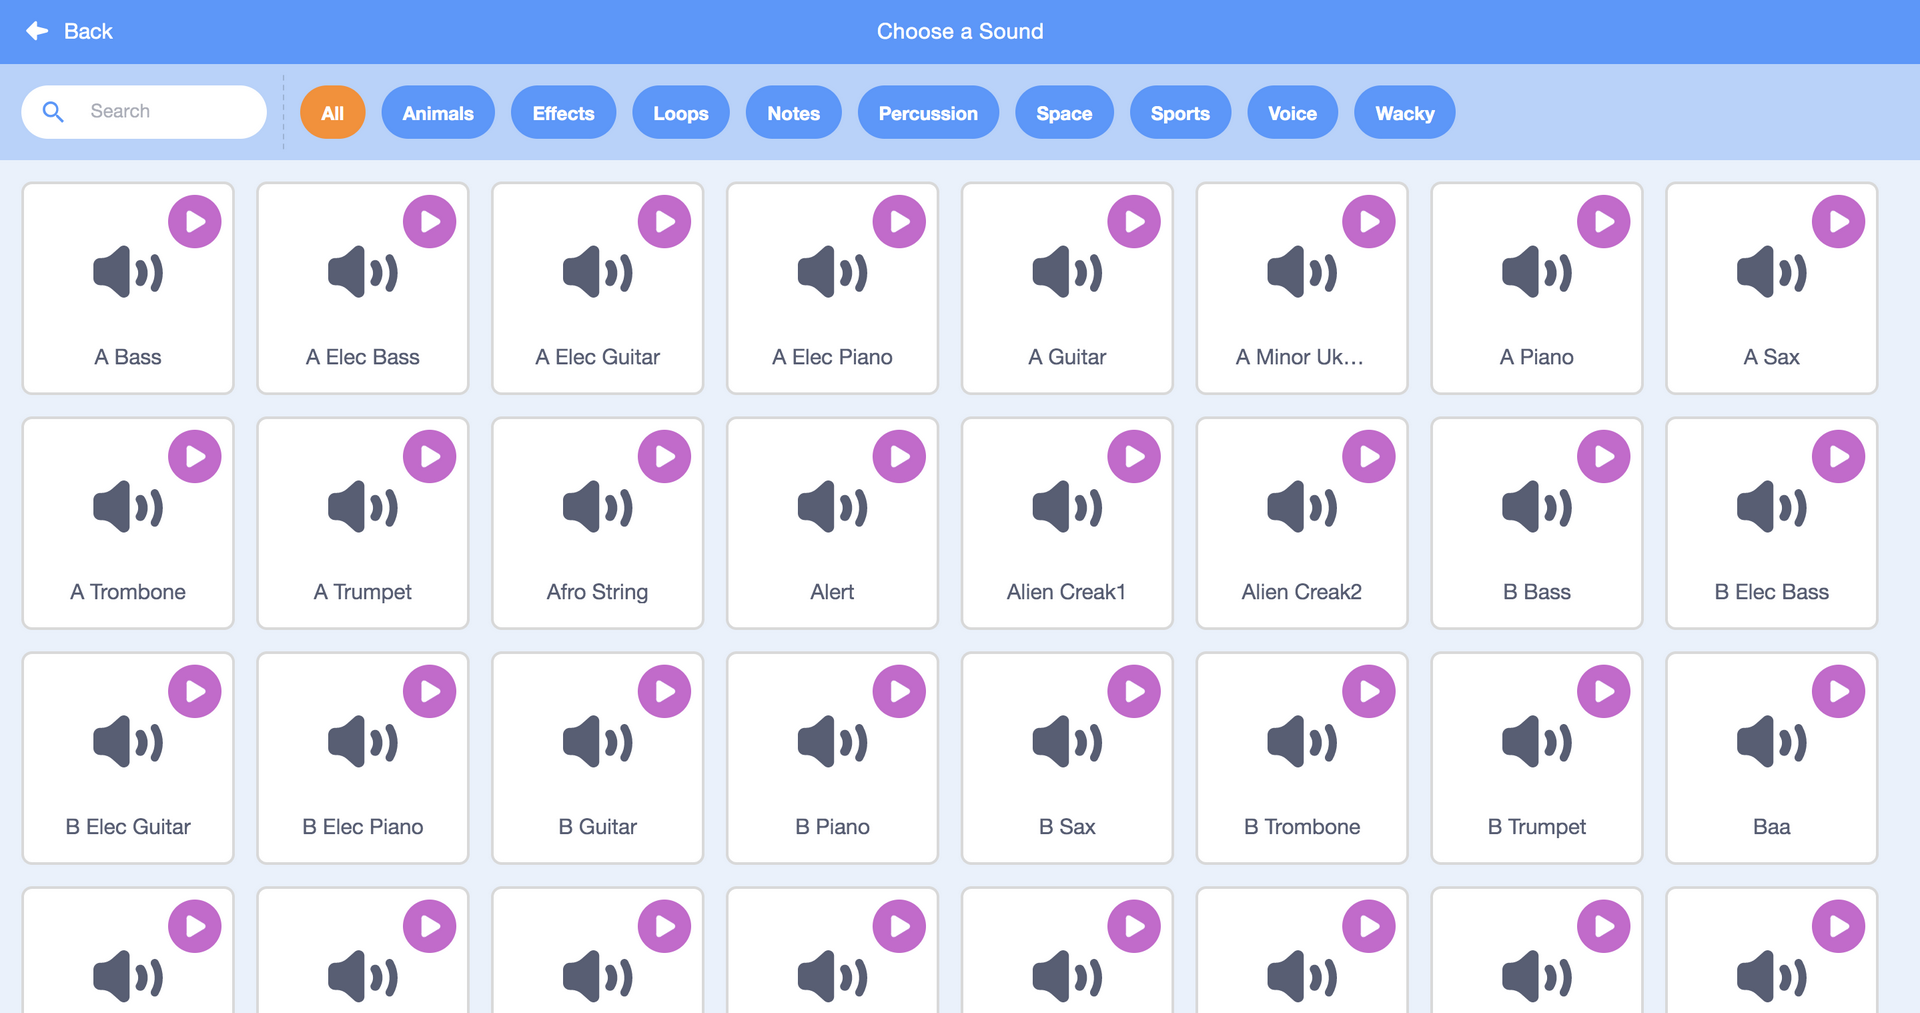 Back
Choose a Sound
Search
All
Animals
Effects
Loops
Notes
Percussion
Space
Sports
Voice
Wacky
A Bass
A Elec Bass
A Elec Guitar
A Elec Piano
A Guitar
A Minor Uk...
A Piano
A Sax
A Trombone
A Trumpet
Afro String
Alert
Alien Creak1
Alien Creak2
B Bass
B Elec Bass
B Elec Guitar
B Elec Piano
B Guitar
B Piano
B Sax
B Trombone
B Trumpet
Baa